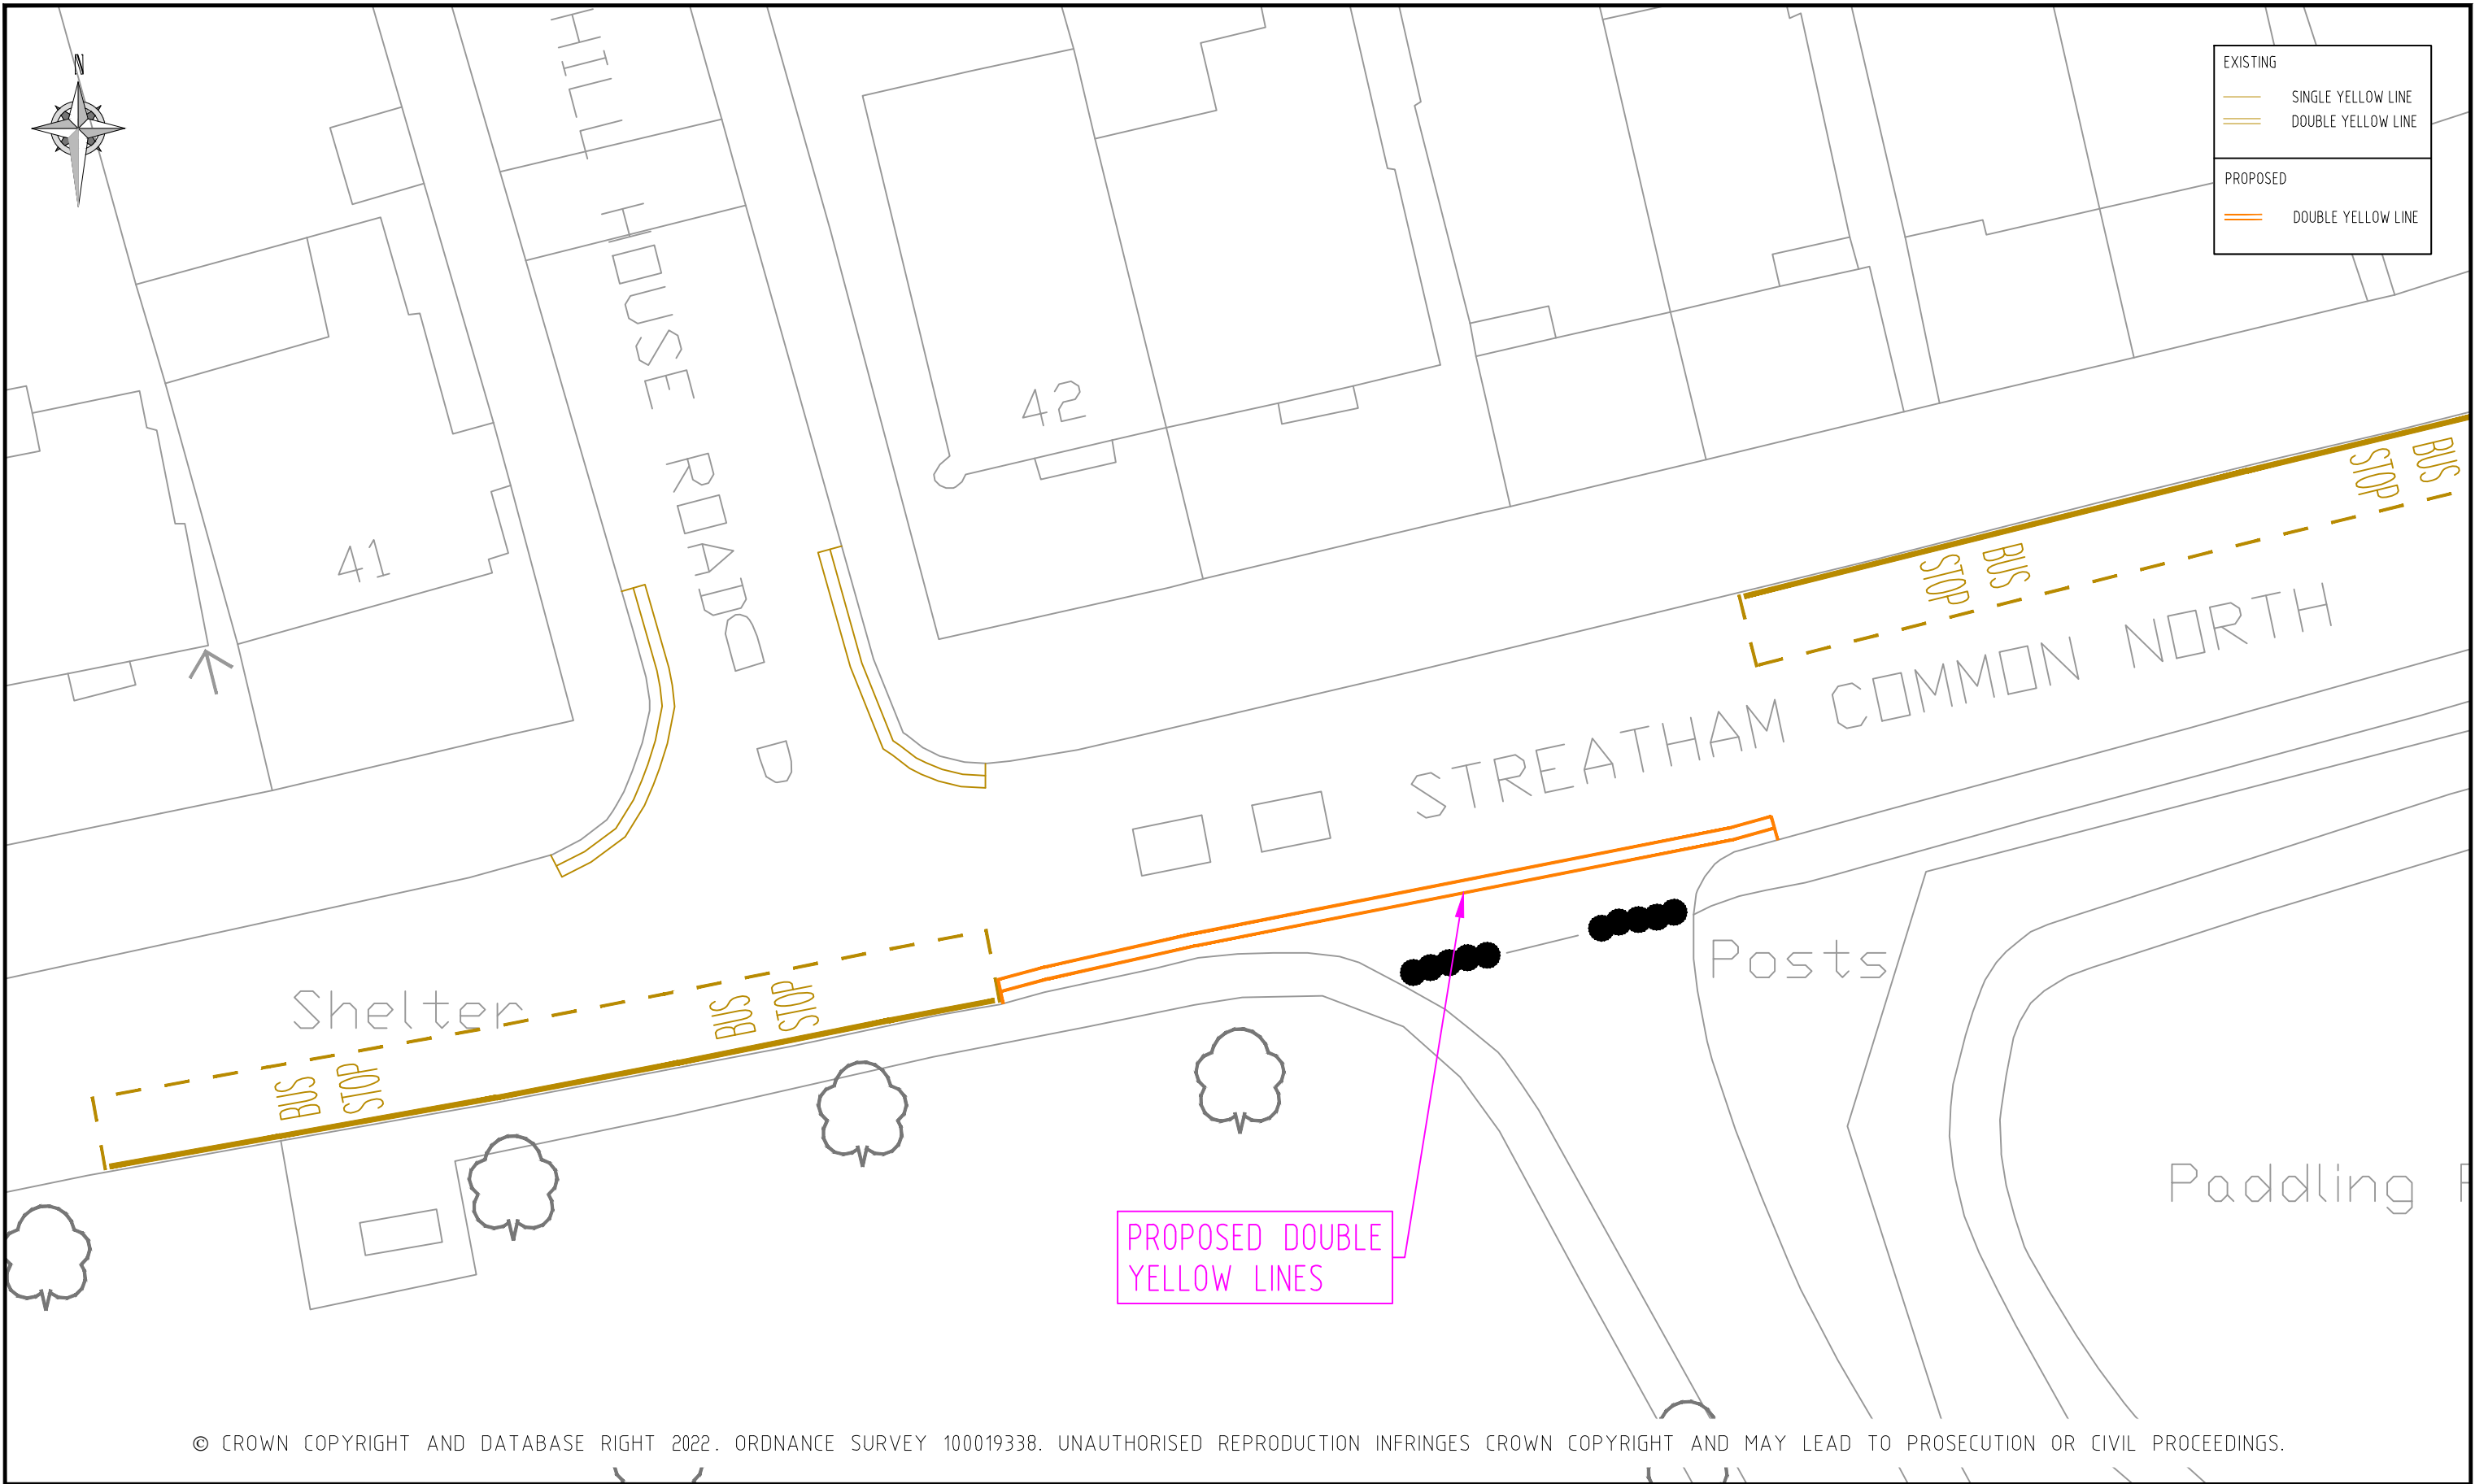 N
EXISTING
SINGLE YELLOW LINE
DOUBLE YELLOW LINE
PROPOSED
DOUBLE YELLOW LINE
HILL HOUSE ROAD
42
41
BUS
STOP
BUS
STOP
STREATHAM COMMON NORTH
Shelter
BUS
STOP
BUS
STOP
Posts
Paddling
PROPOSED DOUBLE
YELLOW LINES
© CROWN COPYRIGHT AND DATABASE RIGHT 2022. ORDNANCE SURVEY 100019338. UNAUTHORISED REPRODUCTION INFRINGES CROWN COPYRIGHT AND MAY LEAD TO PROSECUTION OR CIVIL PROCEEDINGS.